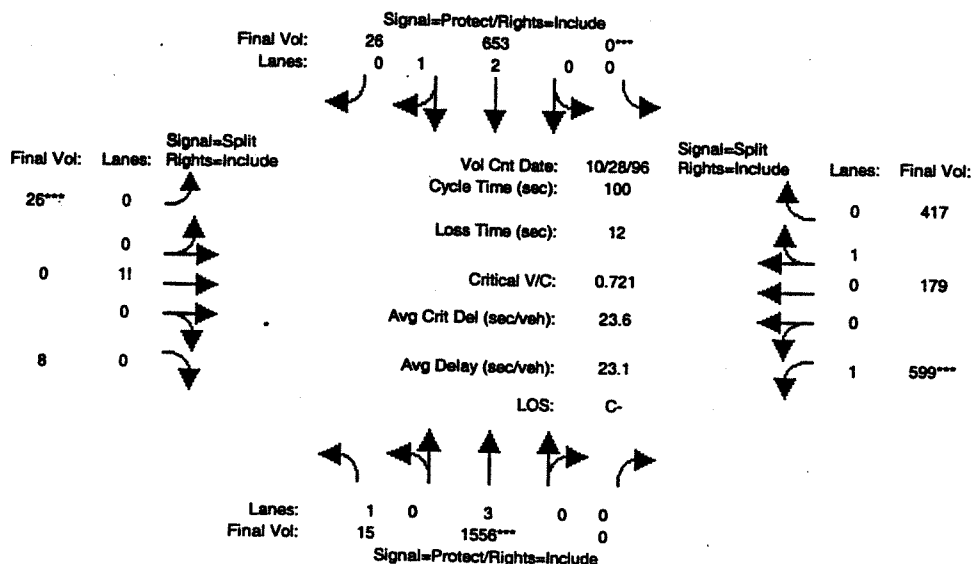 Signal=Protect/Rights=Include
Final Vol: 26 653 0***
Lanes: 0 1 2 0 0
Signal=Split
Final Vol: Lanes: Rights=Include
26*** 0
0
0 1!
0
8 0
Vol Cnt Date: 10/28/96
Cycle Time (sec): 100
Loss Time (sec): 12
Critical V/C: 0.721
Avg Crit Del (sec/veh): 23.6
Avg Delay (sec/veh): 23.1
LOS: C-
Signal=Split
Rights=Include Lanes: Final Vol:
0 417
1
0 179
0
1 599***
Lanes: 1 0 3 0 0
Final Vol: 15 1556*** 0
Signal=Protect/Rights=Include